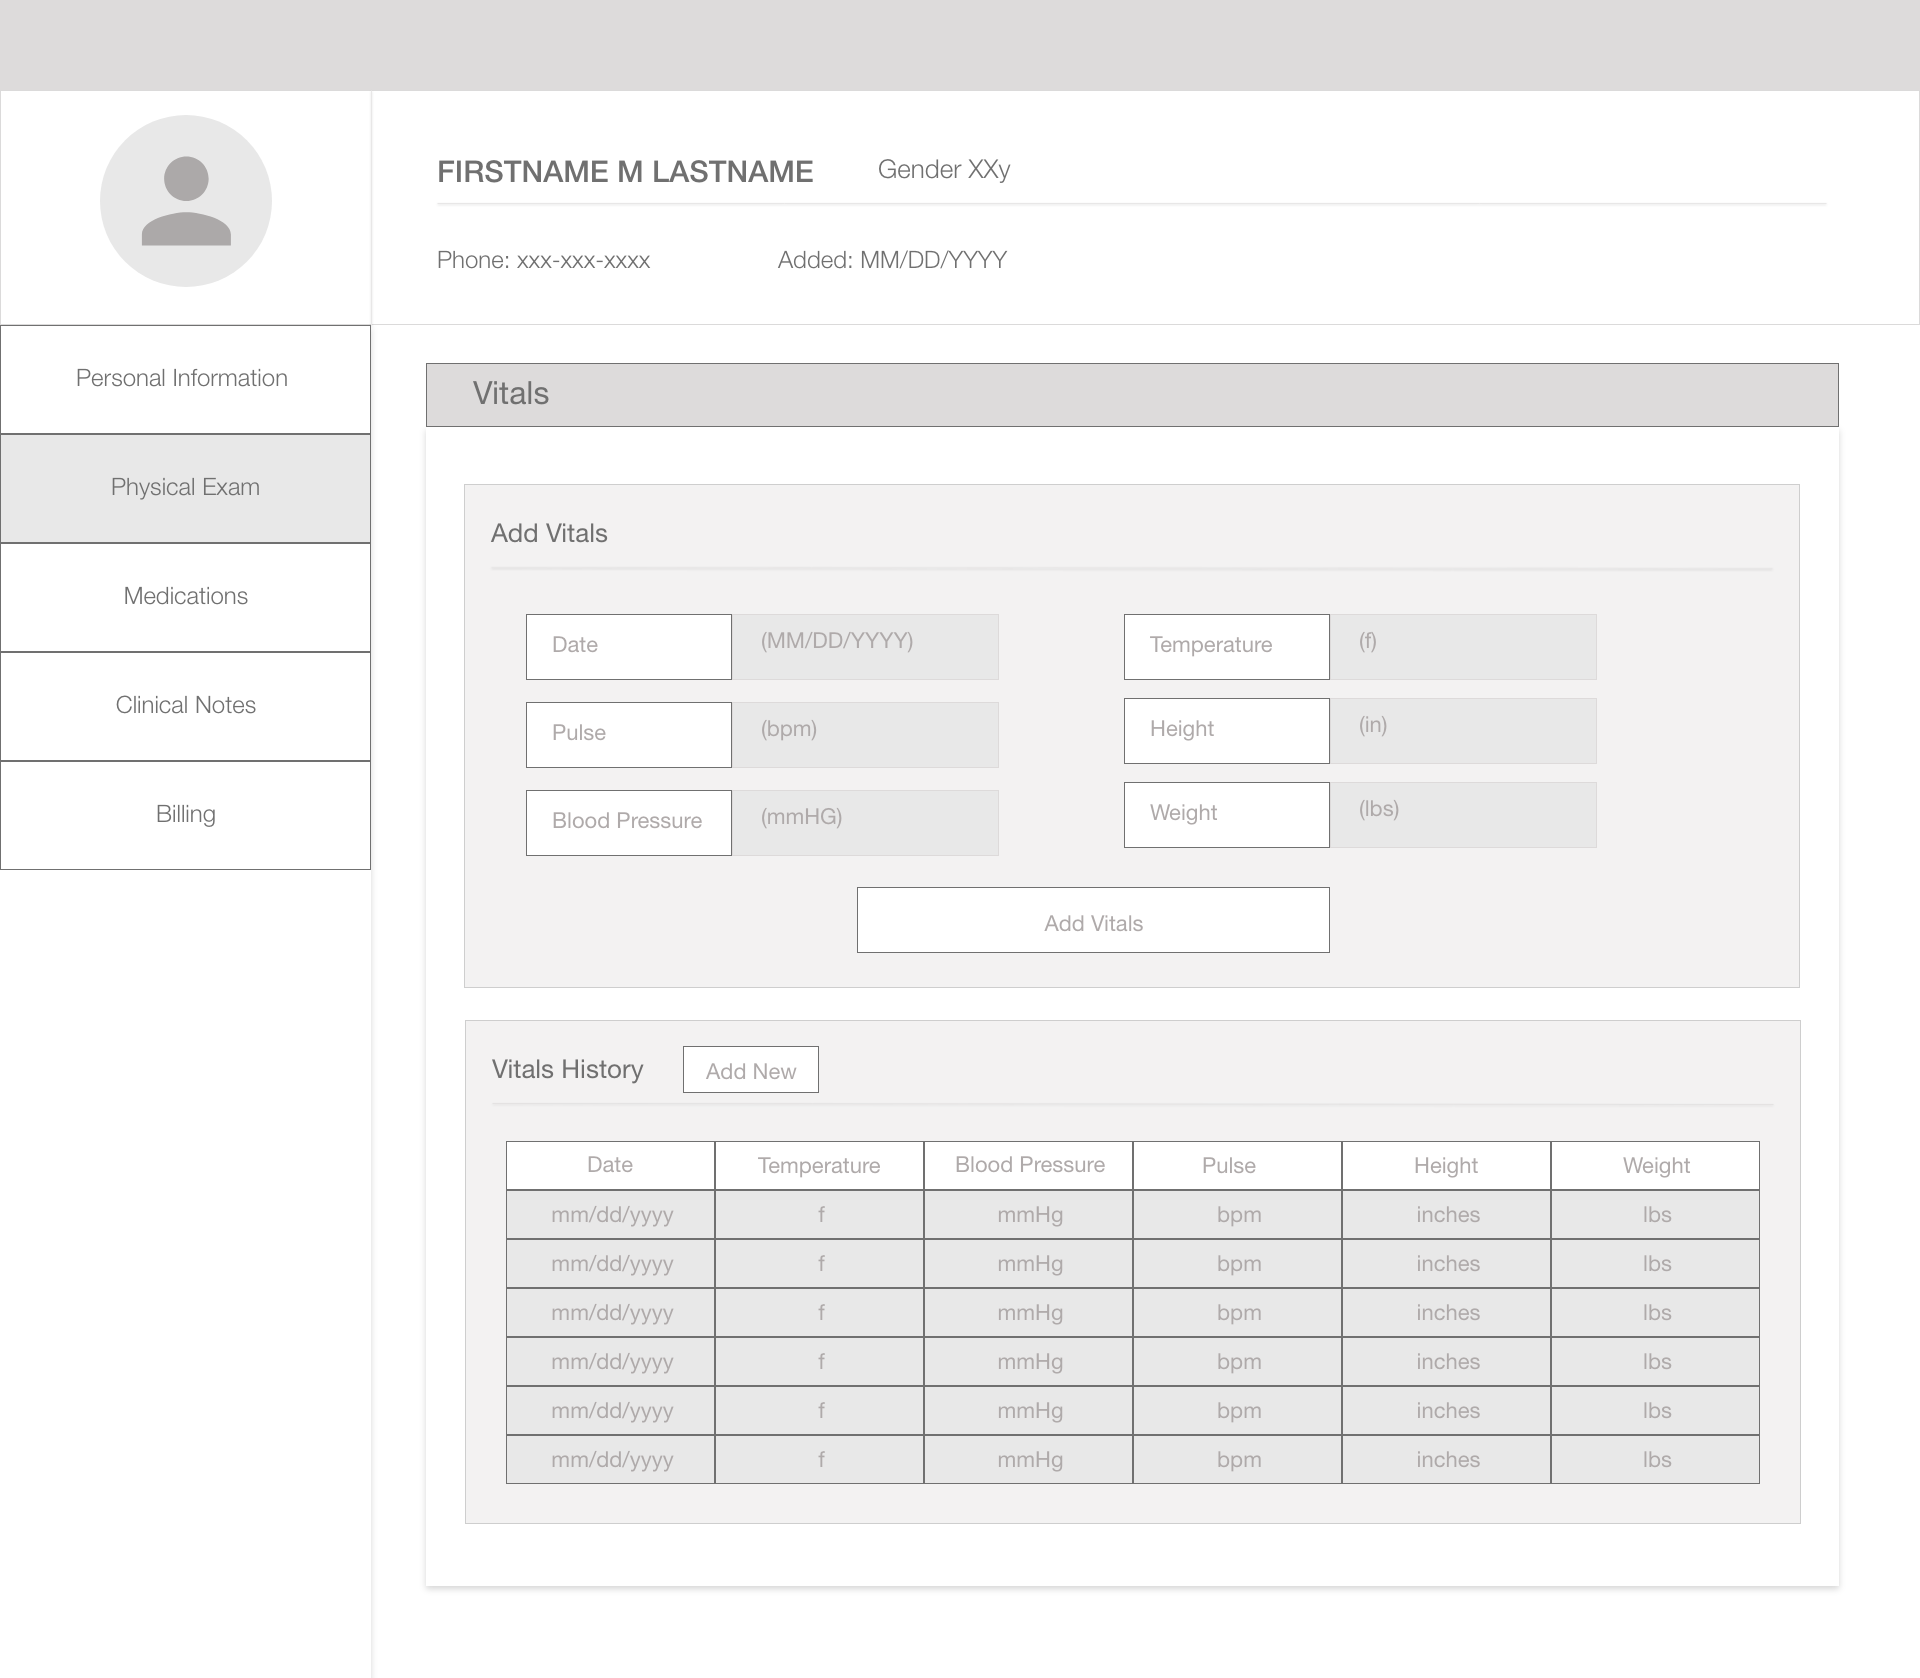 FIRSTNAME M LASTNAME Gender XXy
Phone: xxx-xxx-xxxx Added: MM/DD/YYYY
Personal Information
Physical Exam
Medications
Clinical Notes
Billing
Vitals
Add Vitals
Date (MM/DD/YYYY) Temperature (f)
Pulse (bpm) Height (in)
Blood Pressure (mmHG) Weight (lbs)
Add Vitals
Vitals History Add New
Date Temperature Blood Pressure Pulse Height Weight
mm/dd/yyyy f mmHg bpm inches lbs
mm/dd/yyyy f mmHg bpm inches lbs
mm/dd/yyyy f mmHg bpm inches lbs
mm/dd/yyyy f mmHg bpm inches lbs
mm/dd/yyyy f mmHg bpm inches lbs
mm/dd/yyyy f mmHg bpm inches lbs